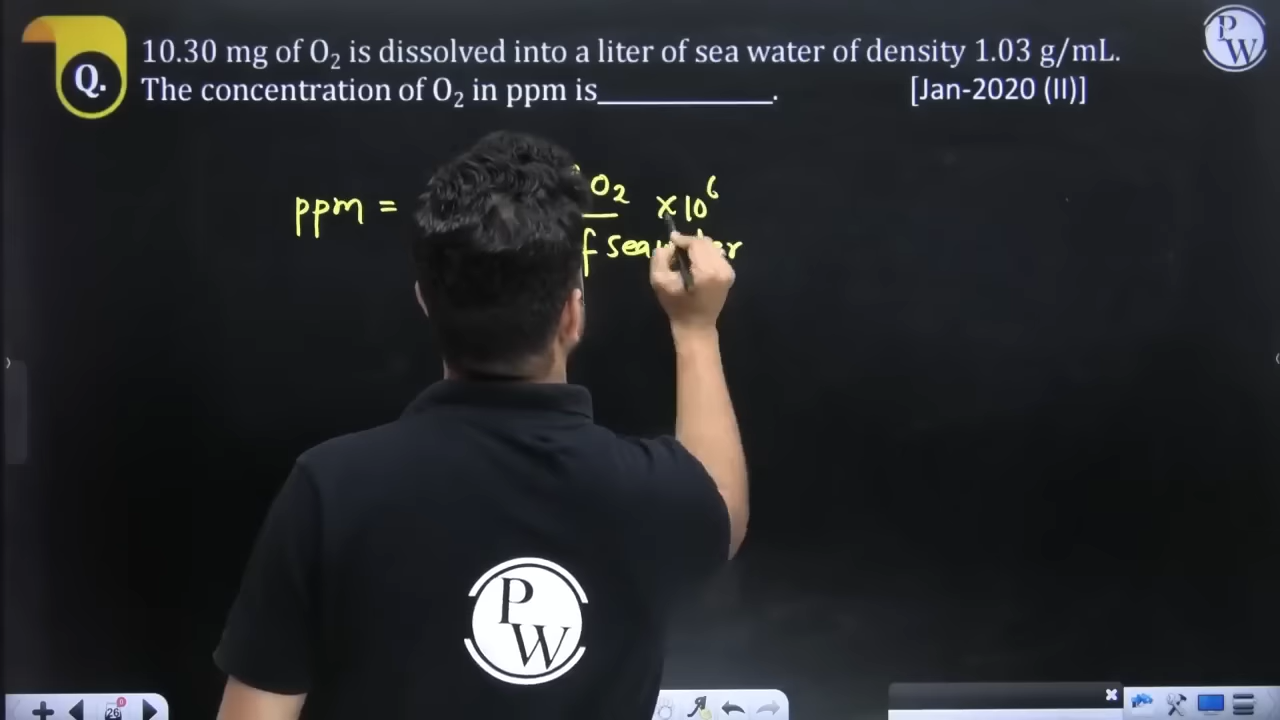 Q. 10.30 mg of O₂ is dissolved into a liter of sea water of density 1.03 g/mL.
The concentration of O₂ in ppm is____________. [Jan-2020 (II)]
PW
ppm = O₂ ×10⁶
f sea
PW
26